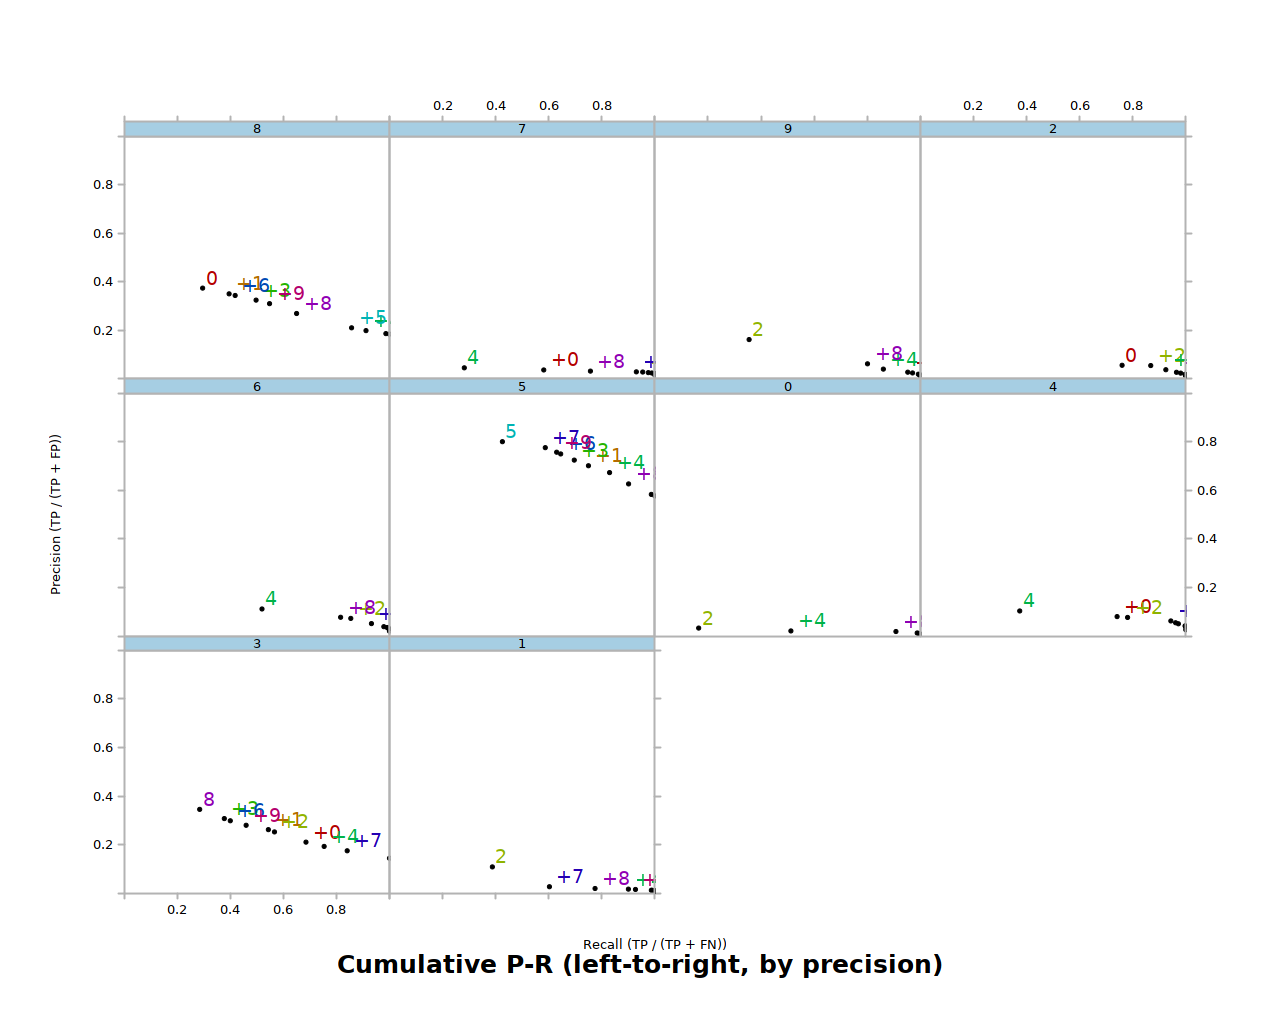 0.2 0.4 0.6 0.8 0.2 0.4 0.6 0.8
8 7 9 2
0.8
0.6
0.4
0.2
0 +1 +6 +3 +9 +8 +5
4 +0 +8 +
2 +8 +4
0 +2
6 5 0 4
0.8
0.6
0.4
0.2
4 +8 +2 +
5 +7 +9 +6 +3 +1 +4 +
2 +4 +
4 +0 +2
3 1
0.8
0.6
0.4
0.2
8 +3 +6 +9 +1 +2 +0 +4 +7
2 +7 +8 + +
0.2 0.4 0.6 0.8
Precision (TP / (TP + FP))
Recall (TP / (TP + FN))
Cumulative P-R (left-to-right, by precision)